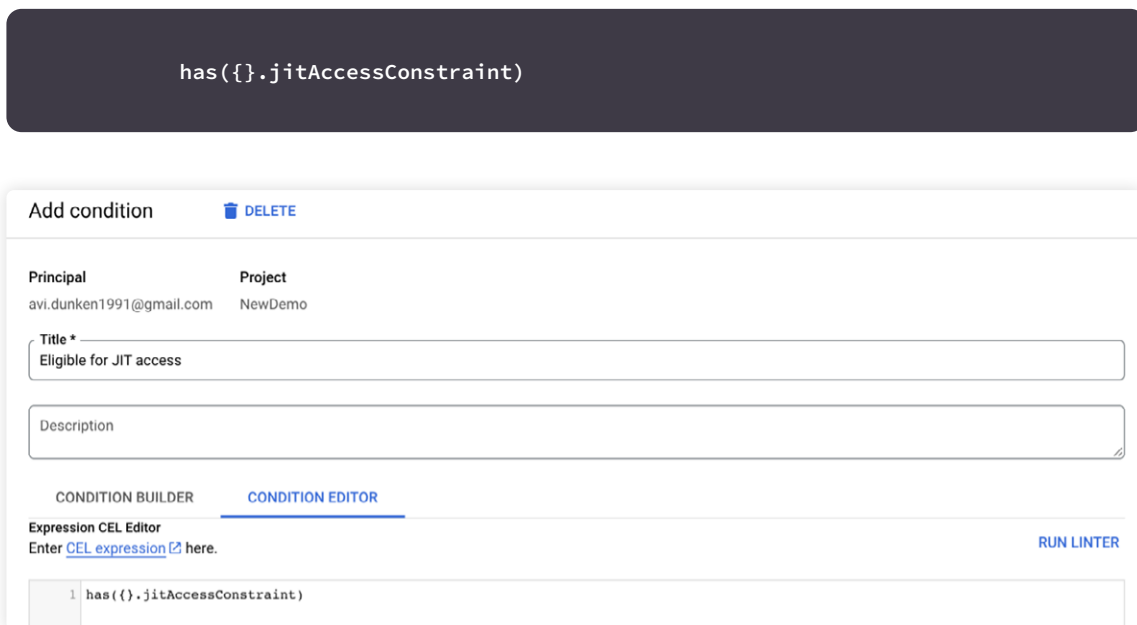 has({}.jitAccessConstraint)
Add condition DELETE
Principal Project
avi.dunken1991@gmail.com NewDemo
Title *
Eligible for JIT access
Description
CONDITION BUILDER CONDITION EDITOR
Expression CEL Editor
Enter CEL expression here.
RUN LINTER
1 has({}.jitAccessConstraint)